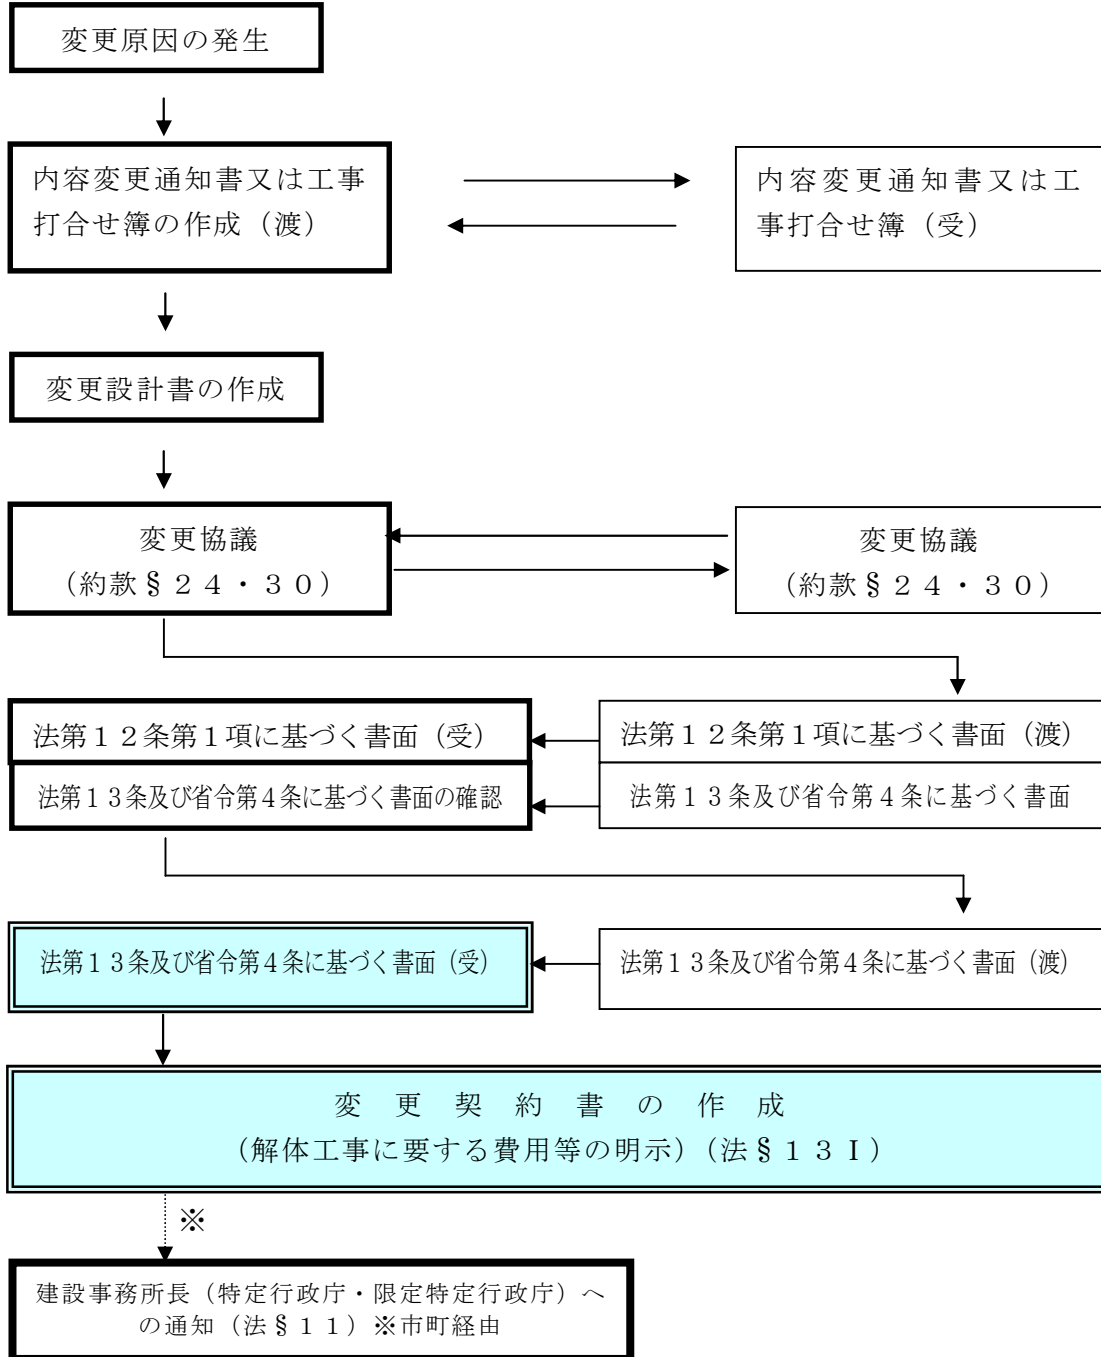 変更原因の発生
内容変更通知書又は工事
打合せ簿の作成（渡）
内容変更通知書又は工
事打合せ簿（受）
変更設計書の作成
変更協議
（約款§２４・３０）
変更協議
（約款§２４・３０）
法第１２条第１項に基づく書面（受）
法第１２条第１項に基づく書面（渡）
法第１３条及び省令第４条に基づく書面の確認
法第１３条及び省令第４条に基づく書面
法第１３条及び省令第４条に基づく書面（受）
法第１３条及び省令第４条に基づく書面（渡）
変　更　契　約　書　の　作　成
（解体工事に要する費用等の明示）（法§１３Ⅰ）
※
建設事務所長（特定行政庁・限定特定行政庁）へ
の通知（法§１１）※市町経由